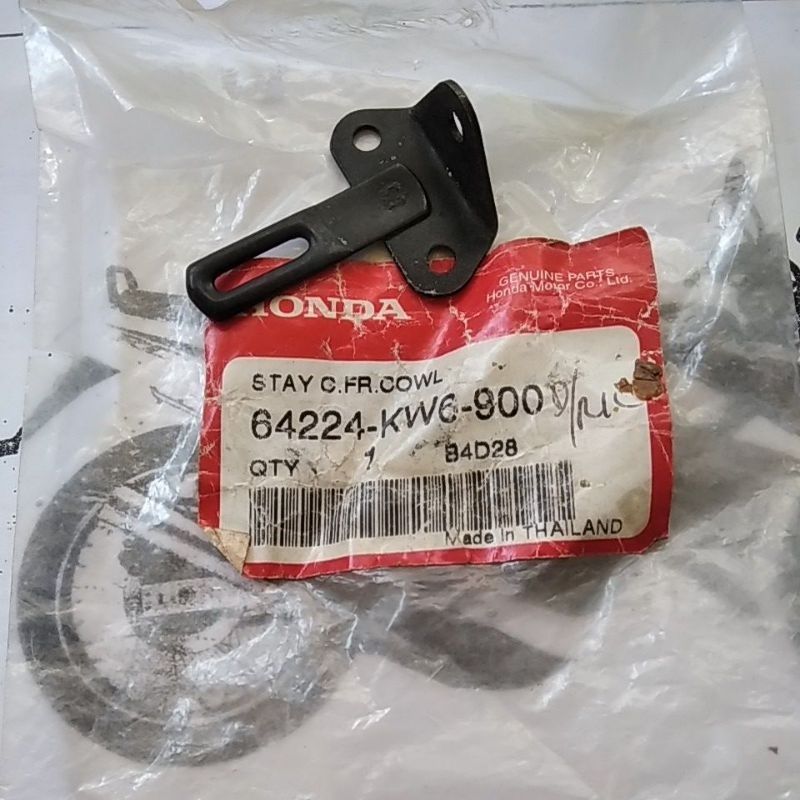 HONDA
GENUINE PARTS
Honda Motor Co., Ltd.
STAY C.FR.COWL
64224-KW6-900
QTY 1 B4D28
Made in THAILAND